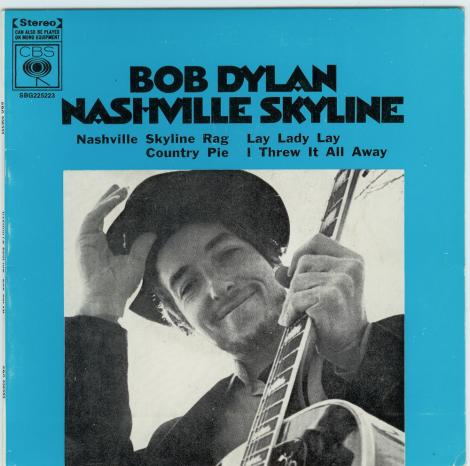 Stereo
CAN ALSO BE PLAYED
ON MONO EQUIPMENT
CBS
SBG225223
BOB DYLAN
NASHVILLE SKYLINE
Nashville Skyline Rag Lay Lady Lay
Country Pie I Threw It All Away